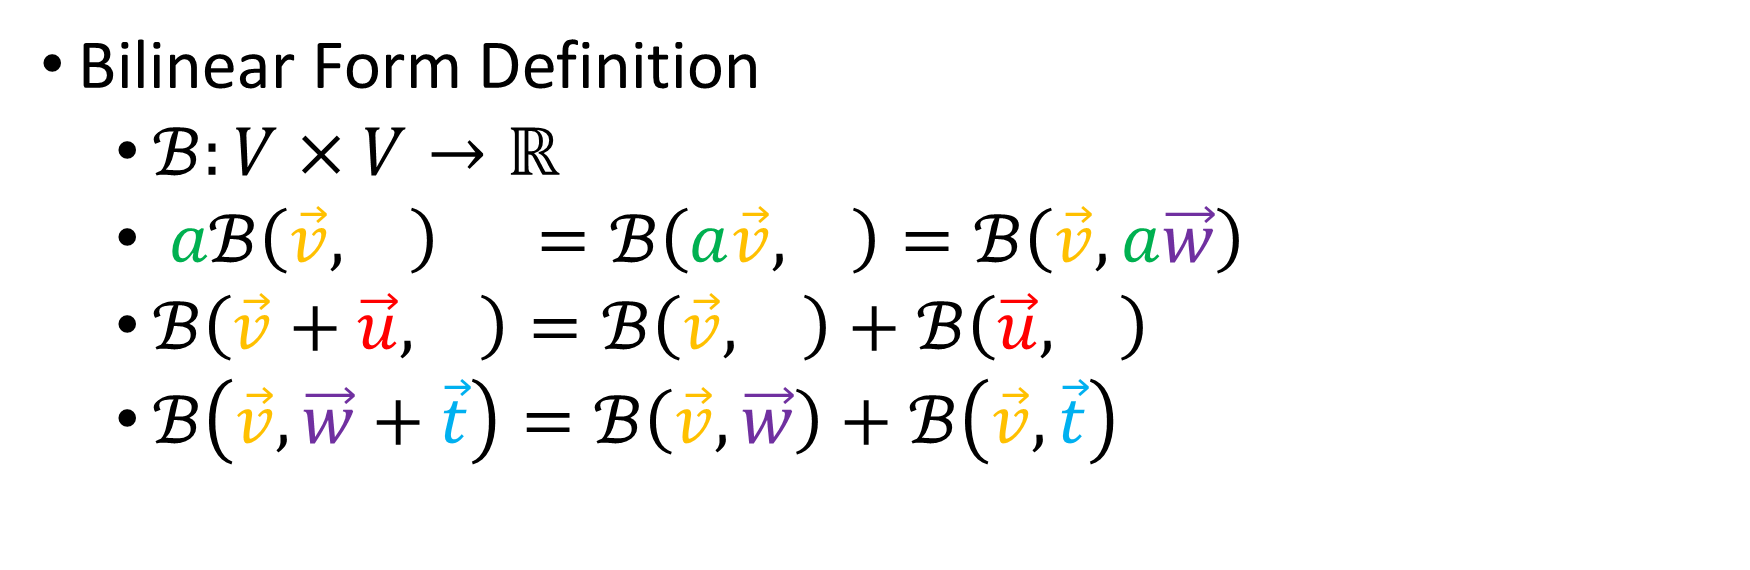 • Bilinear Form Definition
• ℬ: V × V → ℝ
• aℬ(v⃗,   ) = ℬ(av⃗,   ) = ℬ(v⃗, aw⃗)
• ℬ(v⃗ + u⃗,   ) = ℬ(v⃗,   ) + ℬ(u⃗,   )
• ℬ(v⃗, w⃗ + t⃗) = ℬ(v⃗, w⃗) + ℬ(v⃗, t⃗)